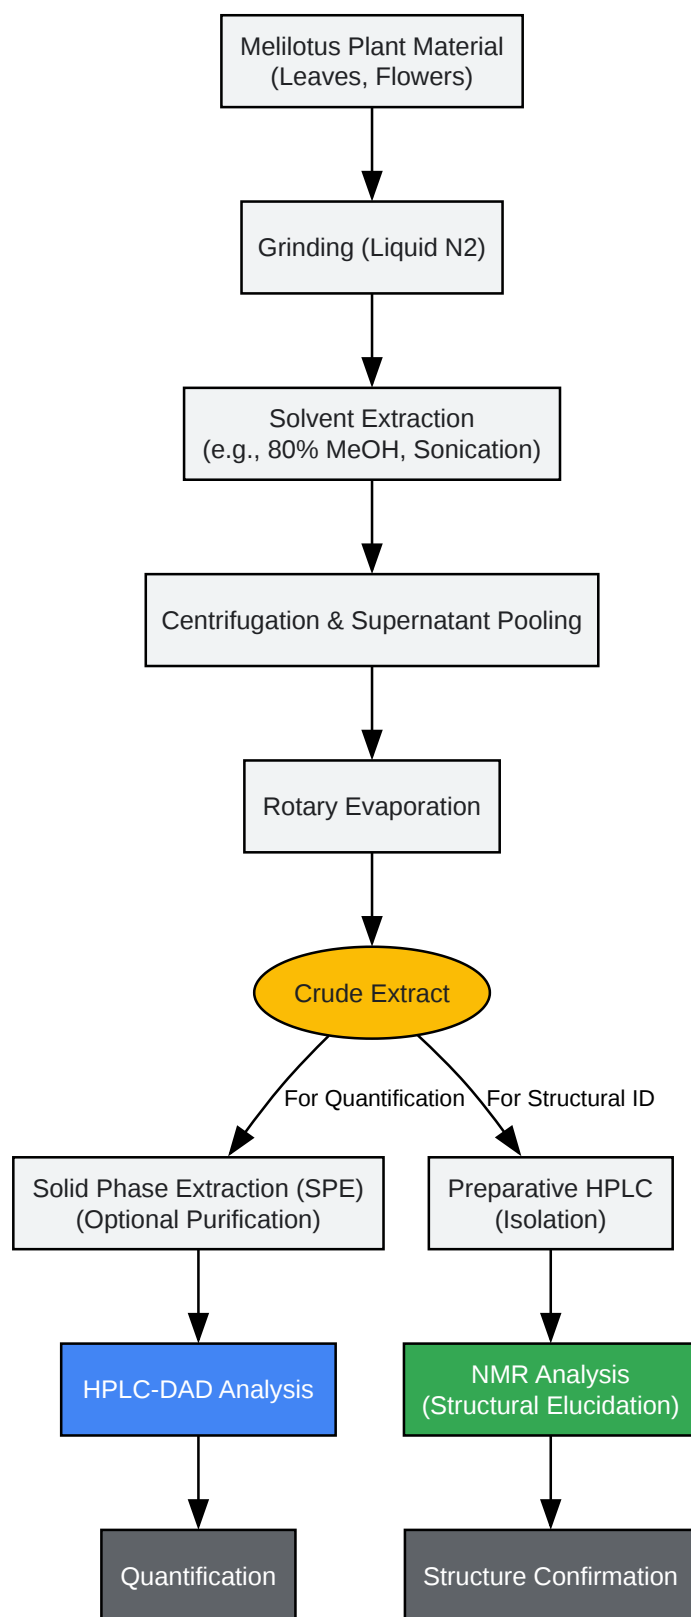 Melilotus Plant Material
(Leaves, Flowers)
Grinding (Liquid N2)
Solvent Extraction
(e.g., 80% MeOH, Sonication)
Centrifugation & Supernatant Pooling
Rotary Evaporation
Crude Extract
For Quantification
For Structural ID
Solid Phase Extraction (SPE)
(Optional Purification)
Preparative HPLC
(Isolation)
HPLC-DAD Analysis
NMR Analysis
(Structural Elucidation)
Quantification
Structure Confirmation